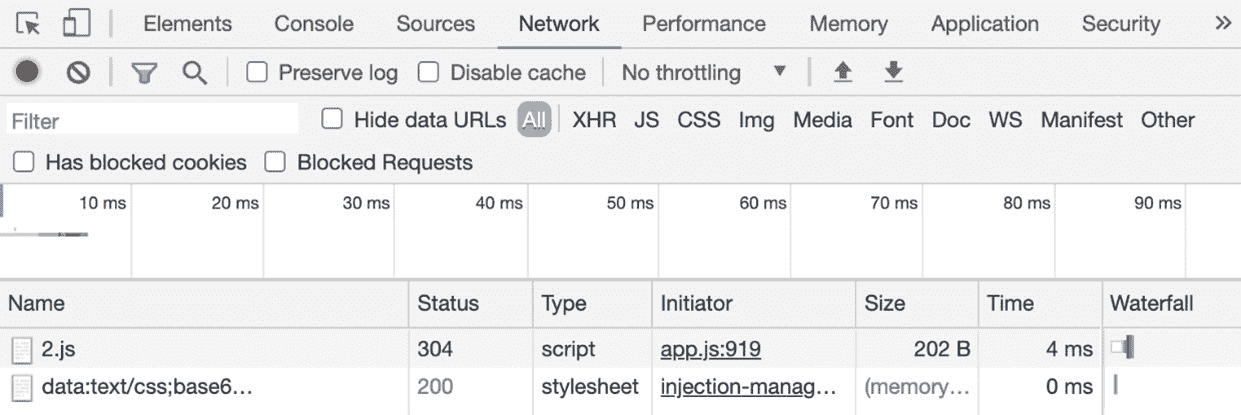 Elements Console Sources Network Performance Memory Application Security »
Preserve log Disable cache No throttling ▼
Filter Hide data URLs All XHR JS CSS Img Media Font Doc WS Manifest Other
Has blocked cookies Blocked Requests
10 ms 20 ms 30 ms 40 ms 50 ms 60 ms 70 ms 80 ms 90 ms
Name Status Type Initiator Size Time Waterfall
2.js 304 script app.js:919 202 B 4 ms
data:text/css;base6… 200 stylesheet injection-manag… (memory… 0 ms